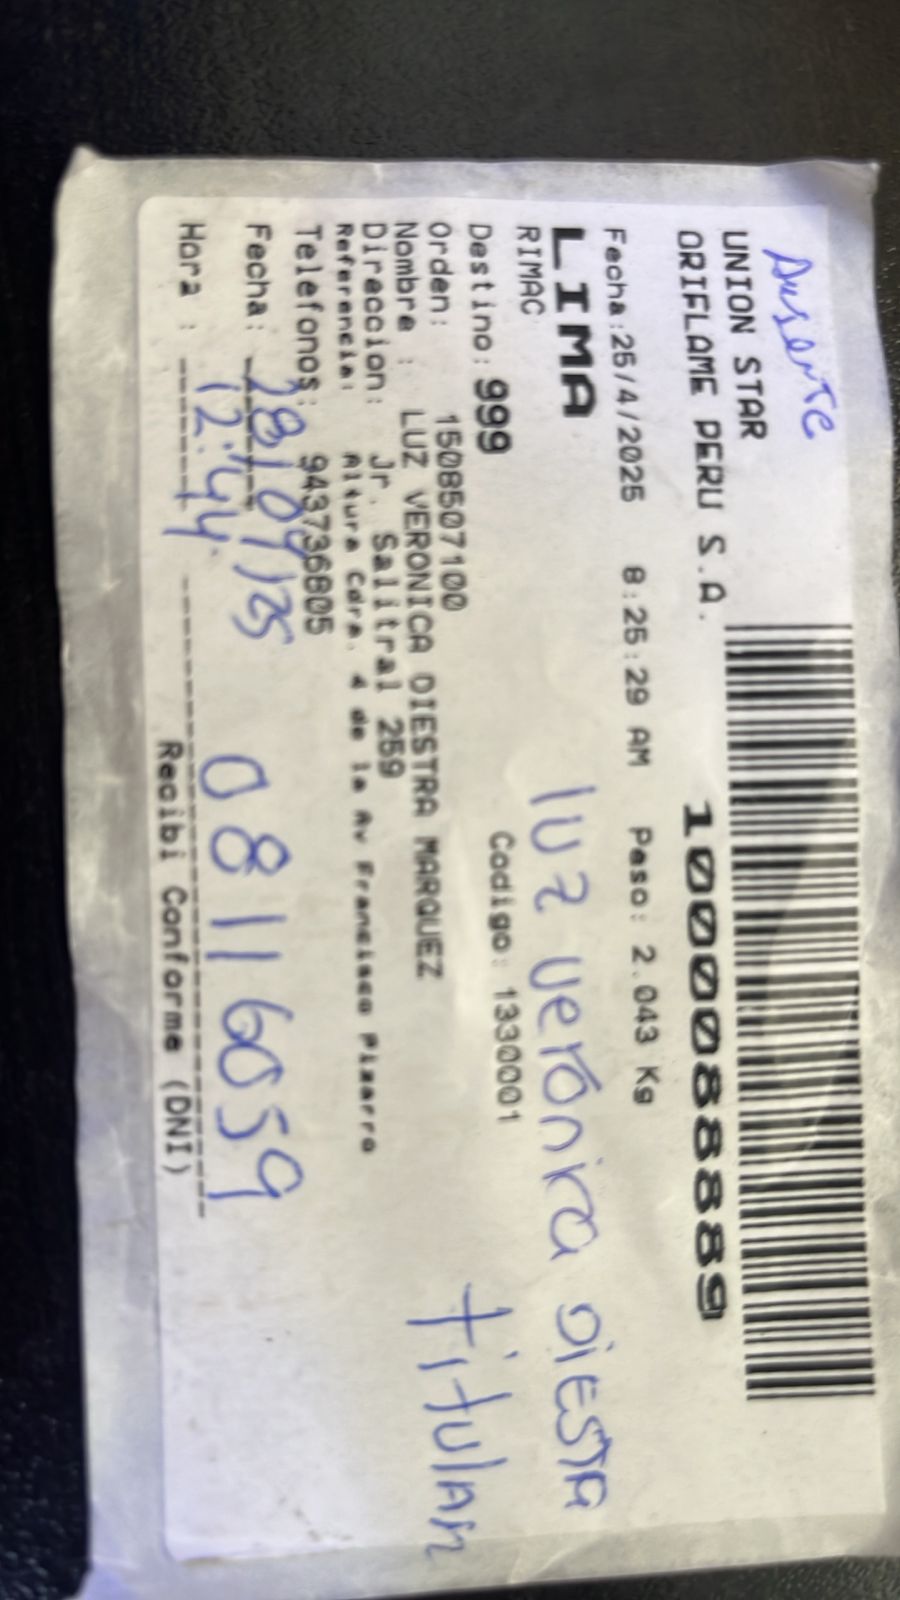 Ausente
UNION STAR
ORIFLAME PERU S.A. 10000888889
Fecha:25/4/2025 8:25:29 AM Peso: 2.043 Kg
LIMA
RIMAC
luz verónica DiESTA
Destino: 999 Codigo: 1330001
titular
Orden: 1508507100
Nombre : LUZ VERONICA DIESTRA MARQUEZ
Direccion: Jr. Salitral 259
Referencia: Altura Cdra. 4 de la Av Francisco Pizarro
Telefonos: 943736805
Fecha: 28/04/25
Hora : 12:44 08116059
Recibi Conforme (DNI)